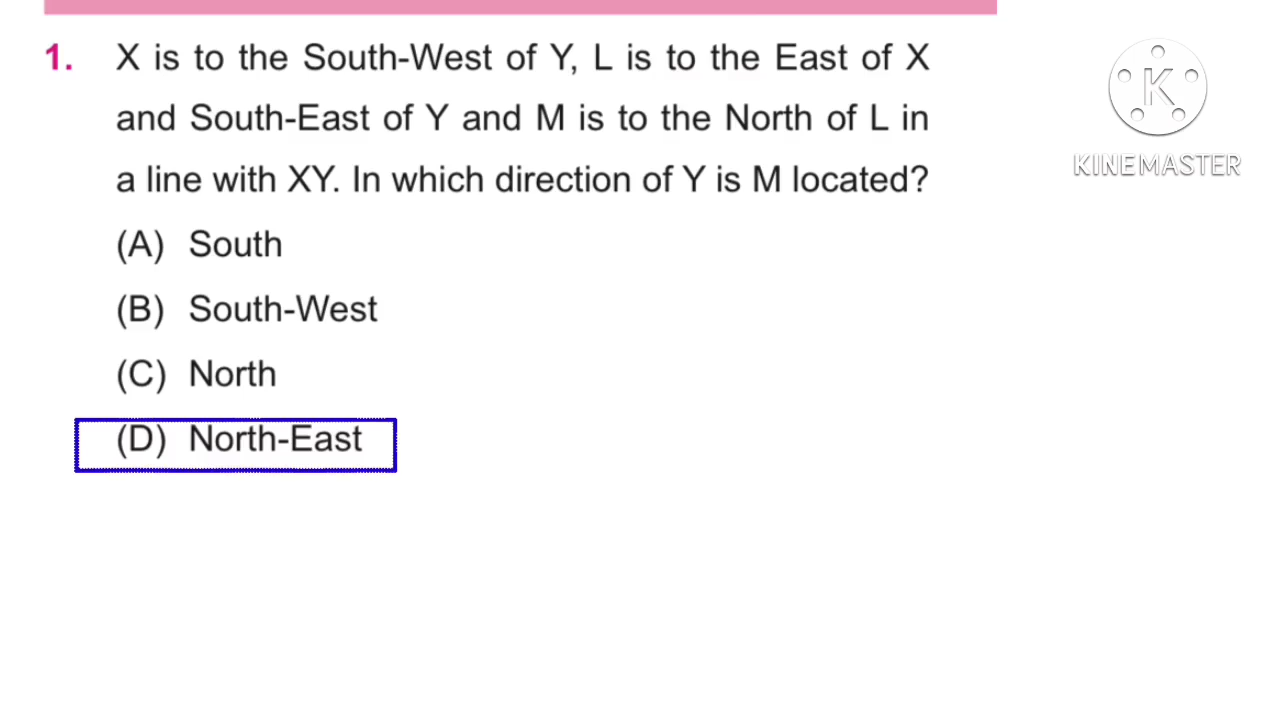 1. X is to the South-West of Y, L is to the East of X
and South-East of Y and M is to the North of L in
a line with XY. In which direction of Y is M located?
(A) South
(B) South-West
(C) North
(D) North-East
K
KINEMASTER